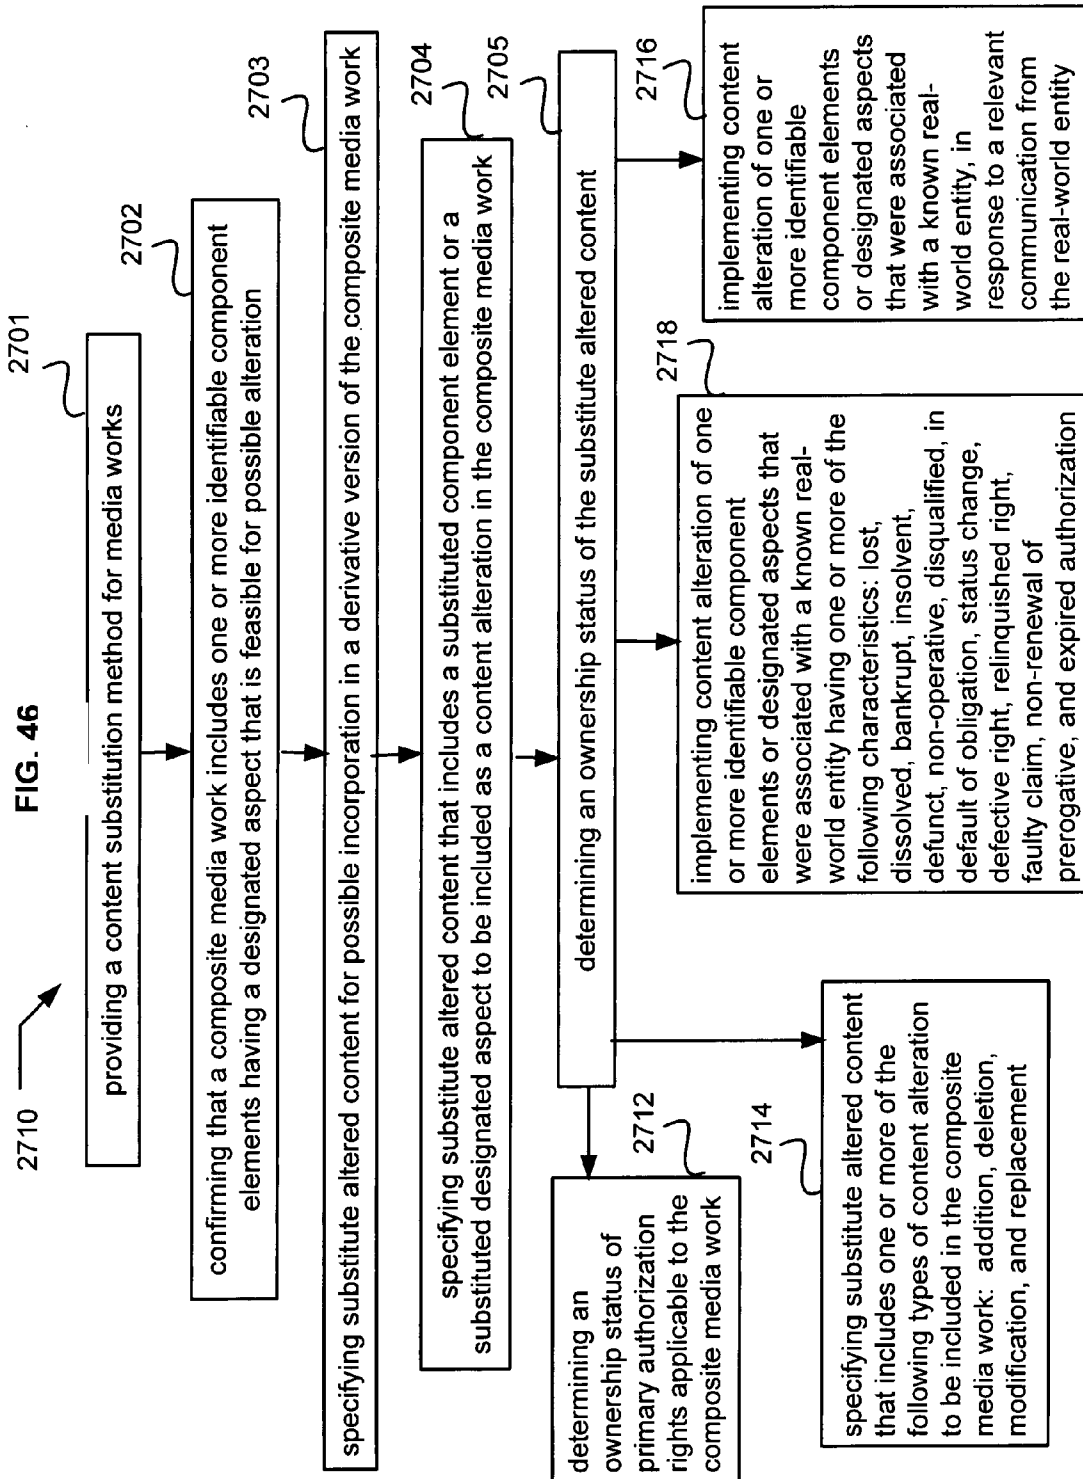 FIG. 46
2710
2701
providing a content substitution method for media works
2702
confirming that a composite media work includes one or more identifiable component
elements having a designated aspect that is feasible for possible alteration
2703
specifying substitute altered content for possible incorporation in a derivative version of the composite media work
2704
specifying substitute altered content that includes a substituted component element or a
substituted designated aspect to be included as a content alteration in the composite media work
2705
determining an ownership status of the substitute altered content
2712
determining an
ownership status of
primary authorization
rights applicable to the
composite media work
2714
specifying substitute altered content
that includes one or more of the
following types of content alteration
to be included in the composite
media work: addition, deletion,
modification, and replacement
2718
implementing content alteration of one
or more identifiable component
elements or designated aspects that
were associated with a known real-
world entity having one or more of the
following characteristics: lost,
dissolved, bankrupt, insolvent,
defunct, non-operative, disqualified, in
default of obligation, status change,
defective right, relinquished right,
faulty claim, non-renewal of
prerogative, and expired authorization
2716
implementing content
alteration of one or
more identifiable
component elements
or designated aspects
that were associated
with a known real-
world entity, in
response to a relevant
communication from
the real-world entity